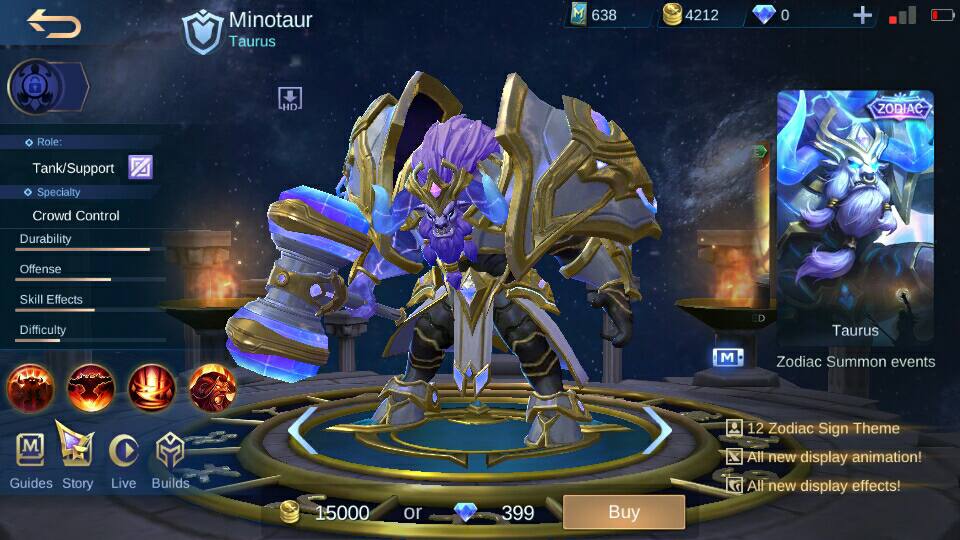 Minotaur
Taurus
638
4212
0
HD
Role:
Tank/Support
Specialty
Crowd Control
Durability
Offense
Skill Effects
Difficulty
ZODIAC
Taurus
Zodiac Summon events
M
12 Zodiac Sign Theme
All new display animation!
All new display effects!
Guides
Story
Live
Builds
15000 or 399
Buy